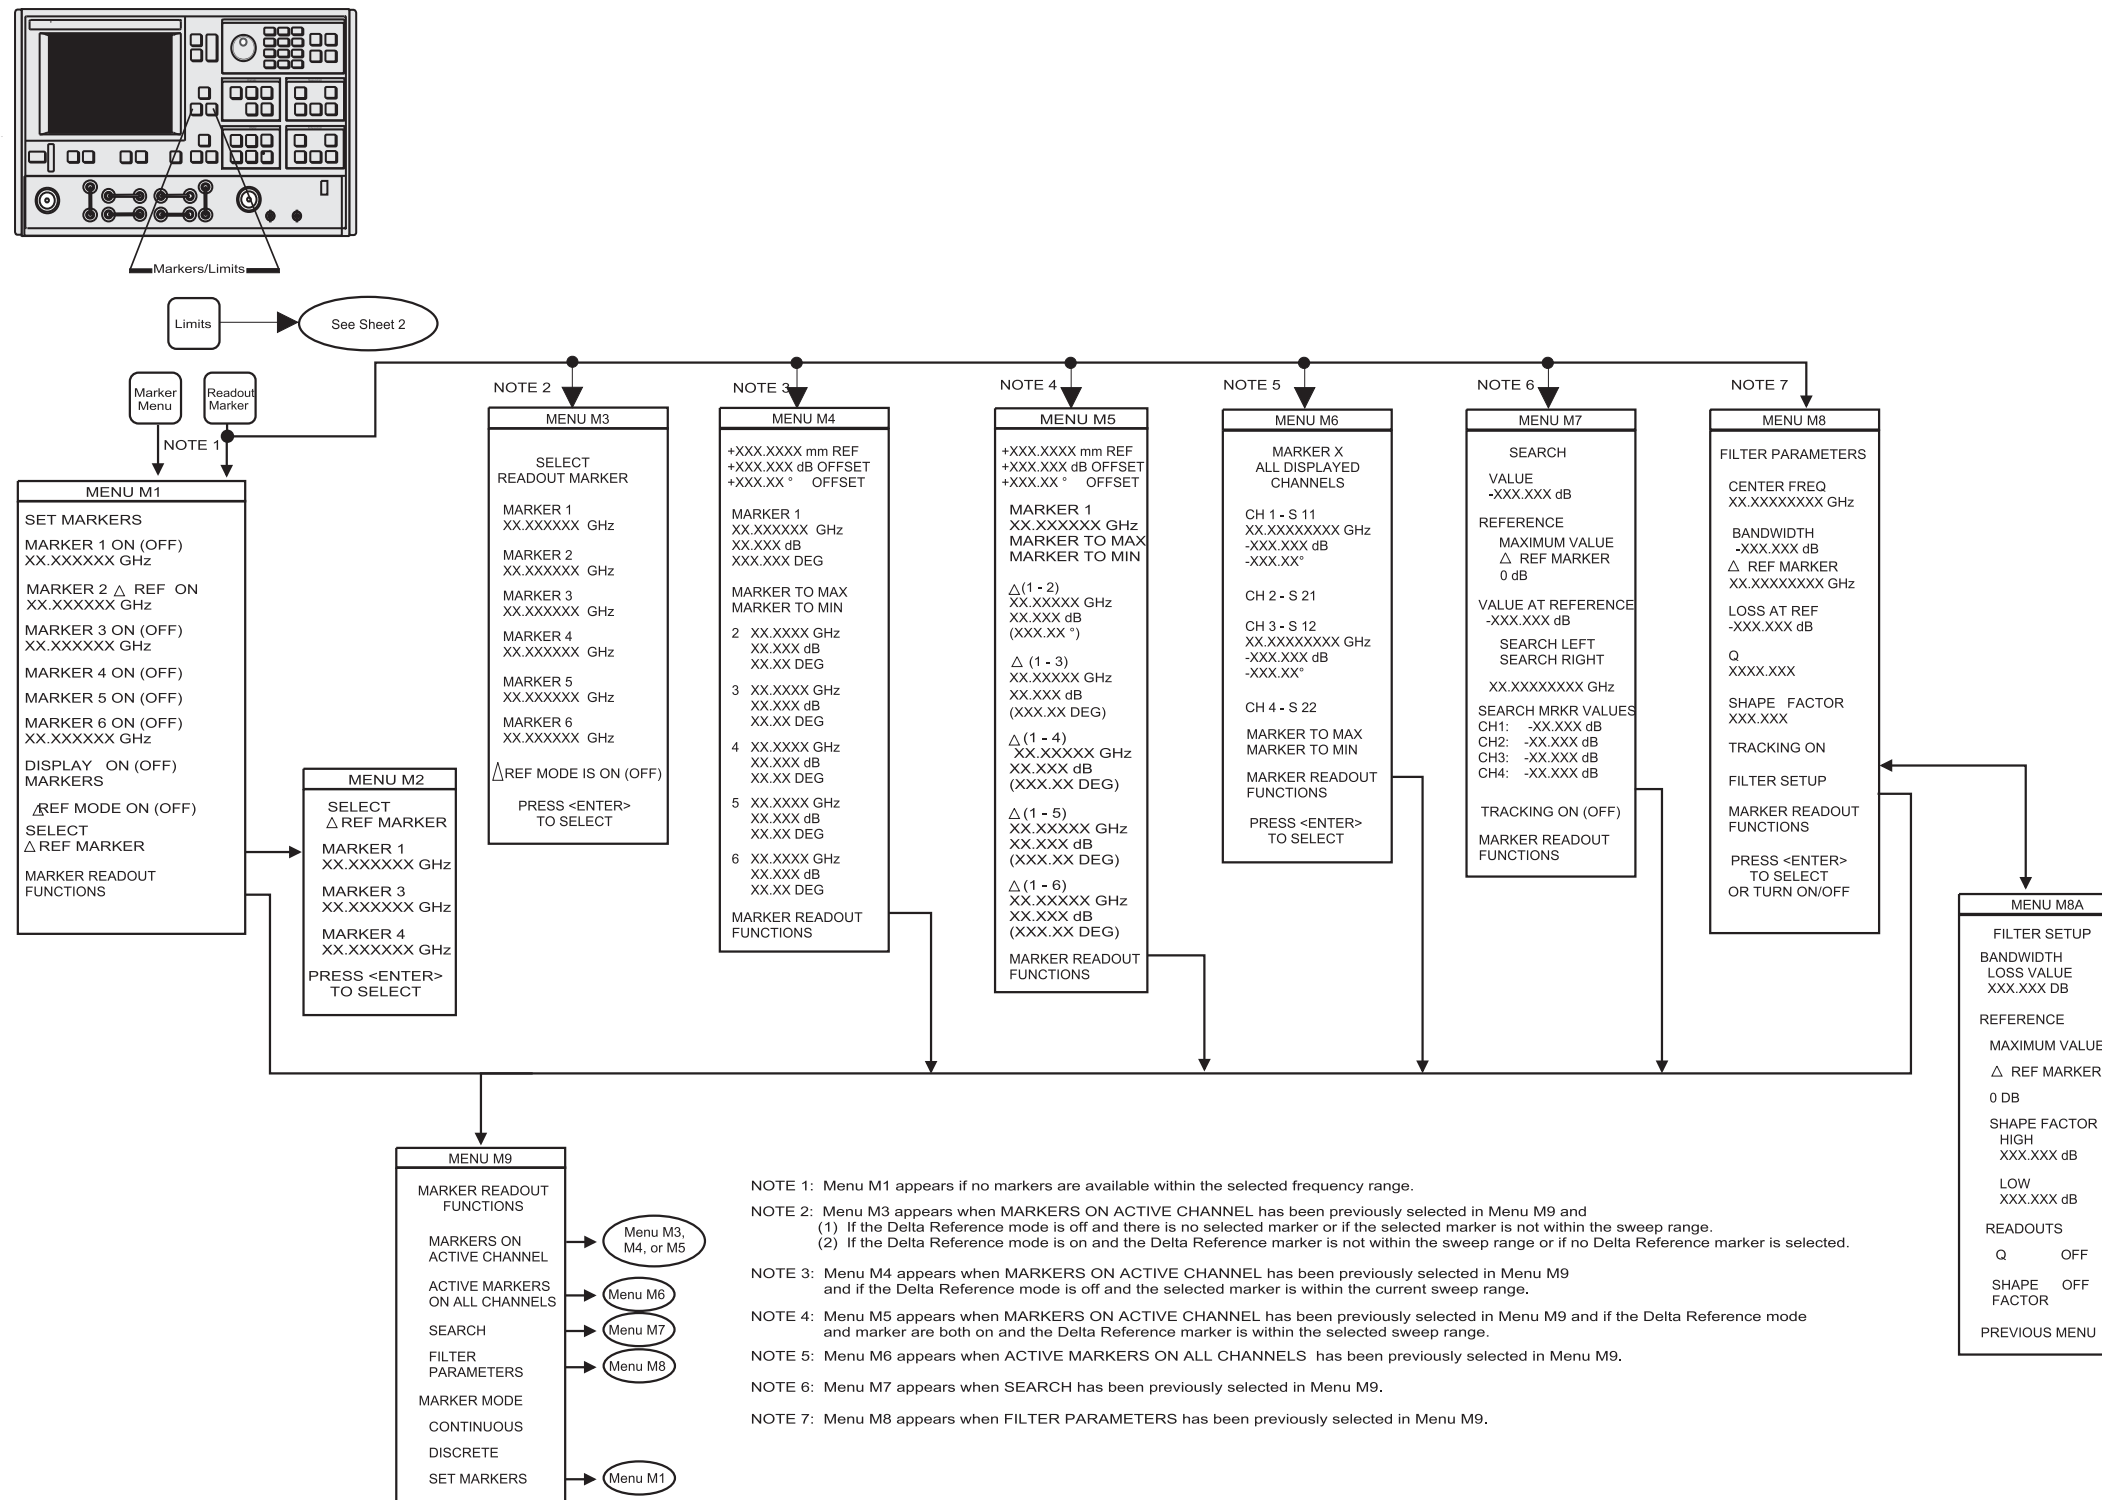 Markers/Limits
Limits
See Sheet 2
Marker
Menu
Readout
Marker
NOTE 1
MENU M1
SET MARKERS
MARKER 1 ON (OFF)
XX.XXXXXX GHz
MARKER 2 △ REF ON
XX.XXXXXX GHz
MARKER 3 ON (OFF)
XX.XXXXXX GHz
MARKER 4 ON (OFF)
MARKER 5 ON (OFF)
MARKER 6 ON (OFF)
XX.XXXXXX GHz
DISPLAY ON (OFF)
MARKERS
△REF MODE ON (OFF)
SELECT
△ REF MARKER
MARKER READOUT
FUNCTIONS
MENU M2
SELECT
△ REF MARKER
MARKER 1
XX.XXXXXX GHz
MARKER 3
XX.XXXXXX GHz
MARKER 4
XX.XXXXXX GHz
PRESS <ENTER>
TO SELECT
NOTE 2
MENU M3
SELECT
READOUT MARKER
MARKER 1
XX.XXXXXX GHz
MARKER 2
XX.XXXXXX GHz
MARKER 3
XX.XXXXXX GHz
MARKER 4
XX.XXXXXX GHz
MARKER 5
XX.XXXXXX GHz
MARKER 6
XX.XXXXXX GHz
△REF MODE IS ON (OFF)
PRESS <ENTER>
TO SELECT
NOTE 3
MENU M4
+XXX.XXXX mm REF
+XXX.XXX dB OFFSET
+XXX.XX ° OFFSET
MARKER 1
XX.XXXXXX GHz
XX.XXX dB
XXX.XXX DEG
MARKER TO MAX
MARKER TO MIN
2 XX.XXXX GHz
XX.XXX dB
XX.XX DEG
3 XX.XXXX GHz
XX.XXX dB
XX.XX DEG
4 XX.XXXX GHz
XX.XXX dB
XX.XX DEG
5 XX.XXXX GHz
XX.XXX dB
XX.XX DEG
6 XX.XXXX GHz
XX.XXX dB
XX.XX DEG
MARKER READOUT
FUNCTIONS
NOTE 4
MENU M5
+XXX.XXXX mm REF
+XXX.XXX dB OFFSET
+XXX.XX ° OFFSET
MARKER 1
XX.XXXXXX GHz
MARKER TO MAX
MARKER TO MIN
△ (1 - 2)
XX.XXXXX GHz
XX.XXX dB
(XXX.XX °)
△ (1 - 3)
XX.XXXXX GHz
XX.XXX dB
(XXX.XX DEG)
△ (1 - 4)
XX.XXXXX GHz
XX.XXX dB
(XXX.XX DEG)
△ (1 - 5)
XX.XXXXX GHz
XX.XXX dB
(XXX.XX DEG)
△ (1 - 6)
XX.XXXXX GHz
XX.XXX dB
(XXX.XX DEG)
MARKER READOUT
FUNCTIONS
NOTE 5
MENU M6
MARKER X
ALL DISPLAYED
CHANNELS
CH 1 - S 11
XX.XXXXXXXX GHz
-XXX.XXX dB
-XXX.XX°
CH 2 - S 21
CH 3 - S 12
XX.XXXXXXXX GHz
-XXX.XXX dB
-XXX.XX°
CH 4 - S 22
MARKER TO MAX
MARKER TO MIN
MARKER READOUT
FUNCTIONS
PRESS <ENTER>
TO SELECT
NOTE 6
MENU M7
SEARCH
VALUE
-XXX.XXX dB
REFERENCE
MAXIMUM VALUE
△ REF MARKER
0 dB
VALUE AT REFERENCE
-XXX.XXX dB
SEARCH LEFT
SEARCH RIGHT
XX.XXXXXXXX GHz
SEARCH MRKR VALUES
CH1: -XX.XXX dB
CH2: -XX.XXX dB
CH3: -XX.XXX dB
CH4: -XX.XXX dB
TRACKING ON (OFF)
MARKER READOUT
FUNCTIONS
NOTE 7
MENU M8
FILTER PARAMETERS
CENTER FREQ
XX.XXXXXXXX GHz
BANDWIDTH
-XXX.XXX dB
△ REF MARKER
XX.XXXXXXXX GHz
LOSS AT REF
-XXX.XXX dB
Q
XXXX.XXX
SHAPE FACTOR
XXX.XXX
TRACKING ON
FILTER SETUP
MARKER READOUT
FUNCTIONS
PRESS <ENTER>
TO SELECT
OR TURN ON/OFF
MENU M8A
FILTER SETUP
BANDWIDTH
LOSS VALUE
XXX.XXX DB
REFERENCE
MAXIMUM VALUE
△ REF MARKER
0 DB
SHAPE FACTOR
HIGH
XXX.XXX dB
LOW
XXX.XXX dB
READOUTS
Q OFF
SHAPE OFF
FACTOR
PREVIOUS MENU
MENU M9
MARKER READOUT
FUNCTIONS
MARKERS ON
ACTIVE CHANNEL
Menu M3,
M4, or M5
ACTIVE MARKERS
ON ALL CHANNELS
Menu M6
SEARCH
Menu M7
FILTER
PARAMETERS
Menu M8
MARKER MODE
CONTINUOUS
DISCRETE
SET MARKERS
Menu M1
NOTE 1: Menu M1 appears if no markers are available within the selected frequency range.
NOTE 2: Menu M3 appears when MARKERS ON ACTIVE CHANNEL has been previously selected in Menu M9 and
(1) If the Delta Reference mode is off and there is no selected marker or if the selected marker is not within the sweep range.
(2) If the Delta Reference mode is on and the Delta Reference marker is not within the sweep range or if no Delta Reference marker is selected.
NOTE 3: Menu M4 appears when MARKERS ON ACTIVE CHANNEL has been previously selected in Menu M9
and if the Delta Reference mode is off and the selected marker is within the current sweep range.
NOTE 4: Menu M5 appears when MARKERS ON ACTIVE CHANNEL has been previously selected in Menu M9 and if the Delta Reference mode
and marker are both on and the Delta Reference marker is within the selected sweep range.
NOTE 5: Menu M6 appears when ACTIVE MARKERS ON ALL CHANNELS has been previously selected in Menu M9.
NOTE 6: Menu M7 appears when SEARCH has been previously selected in Menu M9.
NOTE 7: Menu M8 appears when FILTER PARAMETERS has been previously selected in Menu M9.